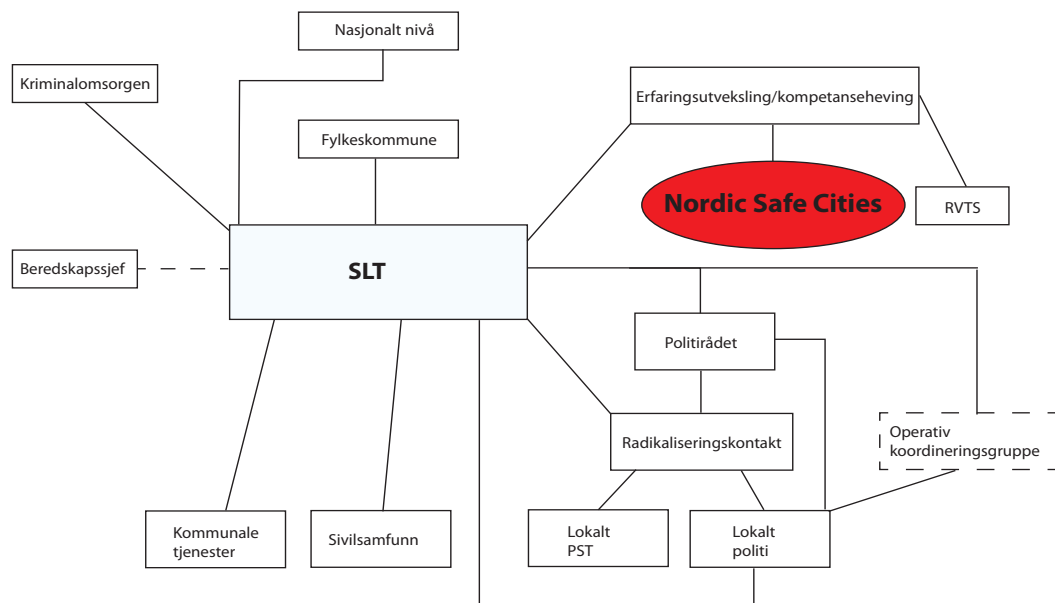 Nasjonalt nivå
Kriminalomsorgen
Erfaringsutveksling/kompetanseheving
Fylkeskommune
Nordic Safe Cities
RVTS
Beredskapssjef
SLT
Politirådet
Radikaliseringskontakt
Operativ
koordineringsgruppe
Kommunale
tjenester
Sivilsamfunn
Lokalt
PST
Lokalt
politi